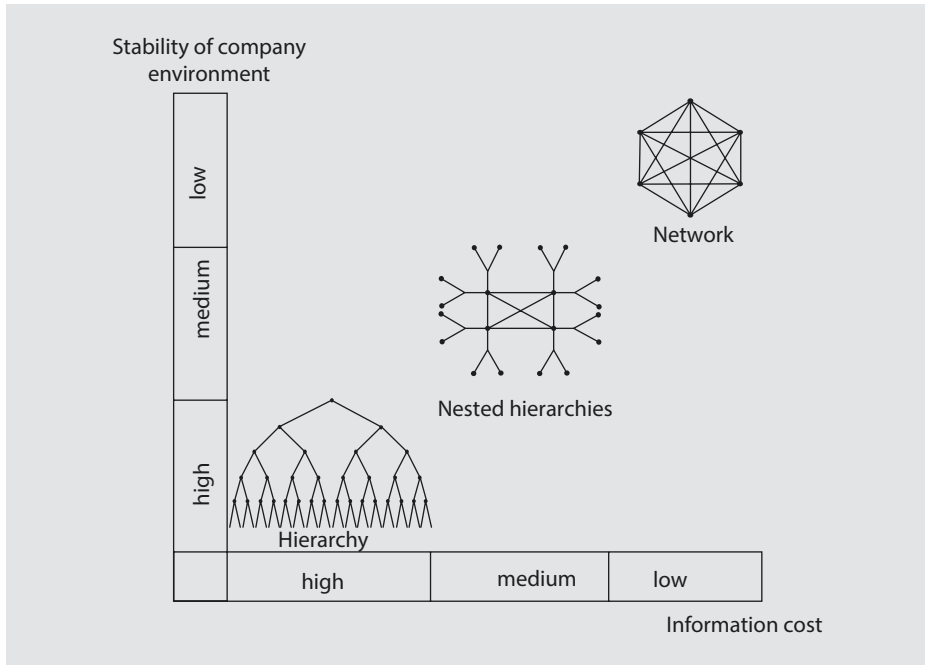 Stability of company
environment
low
Network
medium
Nested hierarchies
high
Hierarchy
high
medium
low
Information cost